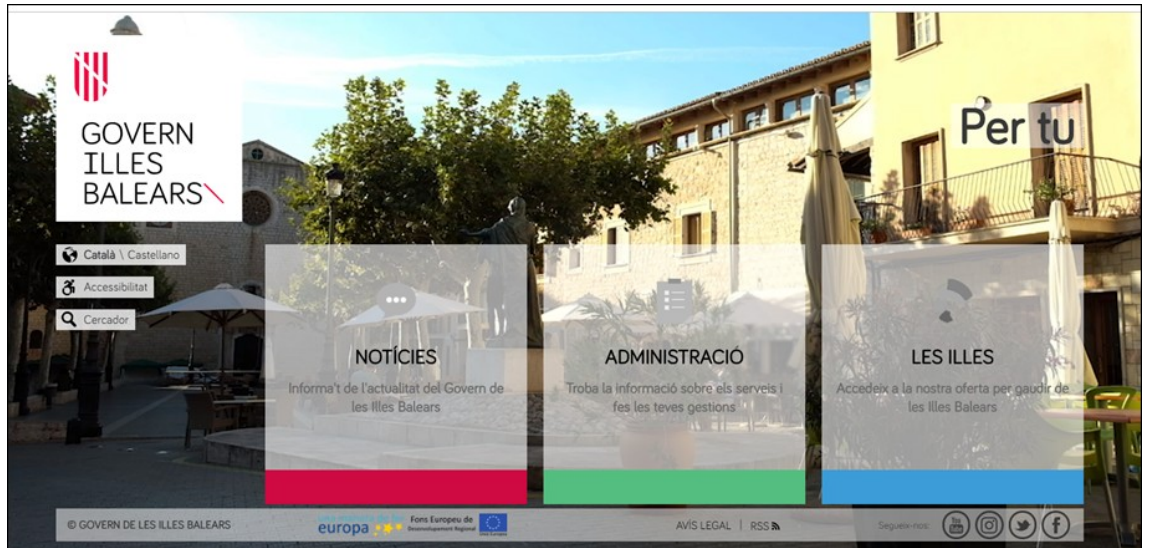 GOVERN
ILLES
BALEARS
Per tu
Català \ Castellano
Accessibilitat
Cercador
NOTÍCIES
Informa't de l'actualitat del Govern de
les Illes Balears
ADMINISTRACIÓ
Troba la informació sobre els serveis i
fes les teves gestions
LES ILLES
Accedeix a la nostra oferta per gaudir de
les Illes Balears
© GOVERN DE LES ILLES BALEARS
europa
Fons Europeu de
Desenvolupament Regional
AVÍS LEGAL | RSS
Segueix-nos:
You